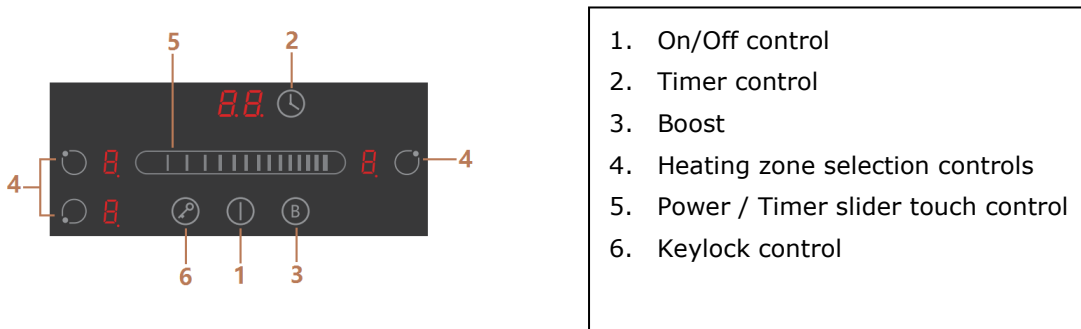 5 2
8.8.
4 8. 8. 4
8. B
6 1 3
1. On/Off control
2. Timer control
3. Boost
4. Heating zone selection controls
5. Power / Timer slider touch control
6. Keylock control